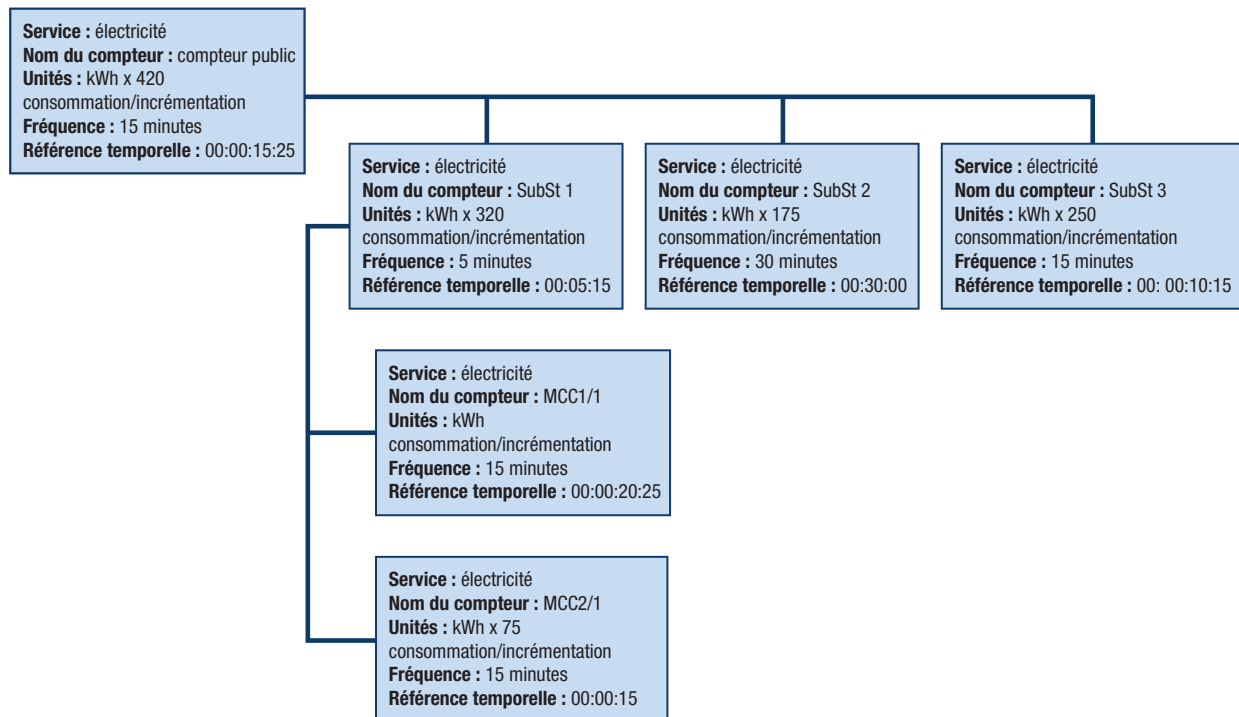 Service : électricité
Nom du compteur : compteur public
Unités : kWh x 420
consommation/incrémentation
Fréquence : 15 minutes
Référence temporelle : 00:00:15:25
Service : électricité
Nom du compteur : SubSt 1
Unités : kWh x 320
consommation/incrémentation
Fréquence : 5 minutes
Référence temporelle : 00:05:15
Service : électricité
Nom du compteur : SubSt 2
Unités : kWh x 175
consommation/incrémentation
Fréquence : 30 minutes
Référence temporelle : 00:30:00
Service : électricité
Nom du compteur : SubSt 3
Unités : kWh x 250
consommation/incrémentation
Fréquence : 15 minutes
Référence temporelle : 00: 00:10:15
Service : électricité
Nom du compteur : MCC1/1
Unités : kWh
consommation/incrémentation
Fréquence : 15 minutes
Référence temporelle : 00:00:20:25
Service : électricité
Nom du compteur : MCC2/1
Unités : kWh x 75
consommation/incrémentation
Fréquence : 15 minutes
Référence temporelle : 00:00:15